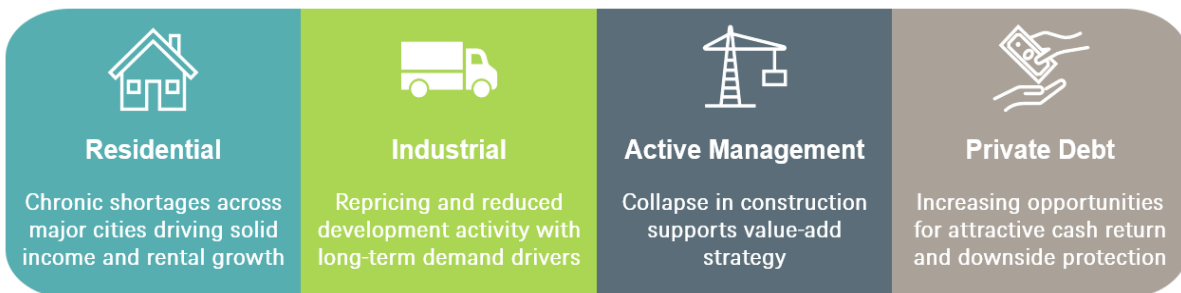 Residential
Chronic shortages across
major cities driving solid
income and rental growth
Industrial
Repricing and reduced
development activity with
long-term demand drivers
Active Management
Collapse in construction
supports value-add
strategy
Private Debt
Increasing opportunities
for attractive cash return
and downside protection